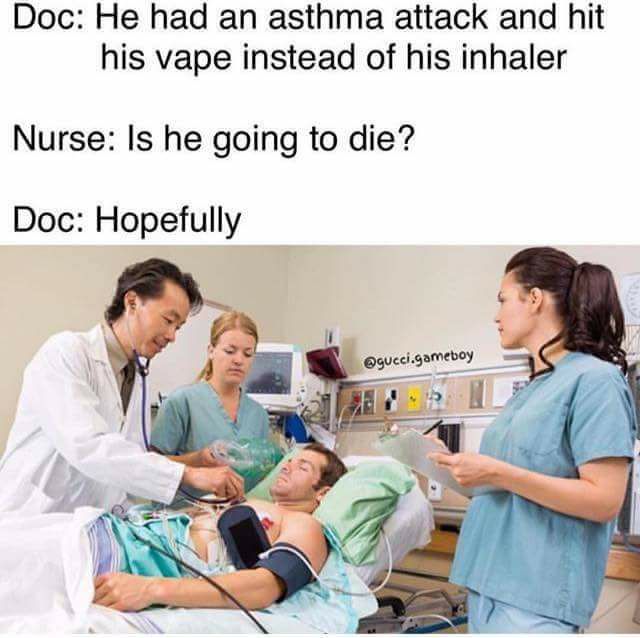 Doc: He had an asthma attack and hit
his vape instead of his inhaler
Nurse: Is he going to die?
Doc: Hopefully
@gucci.gameboy